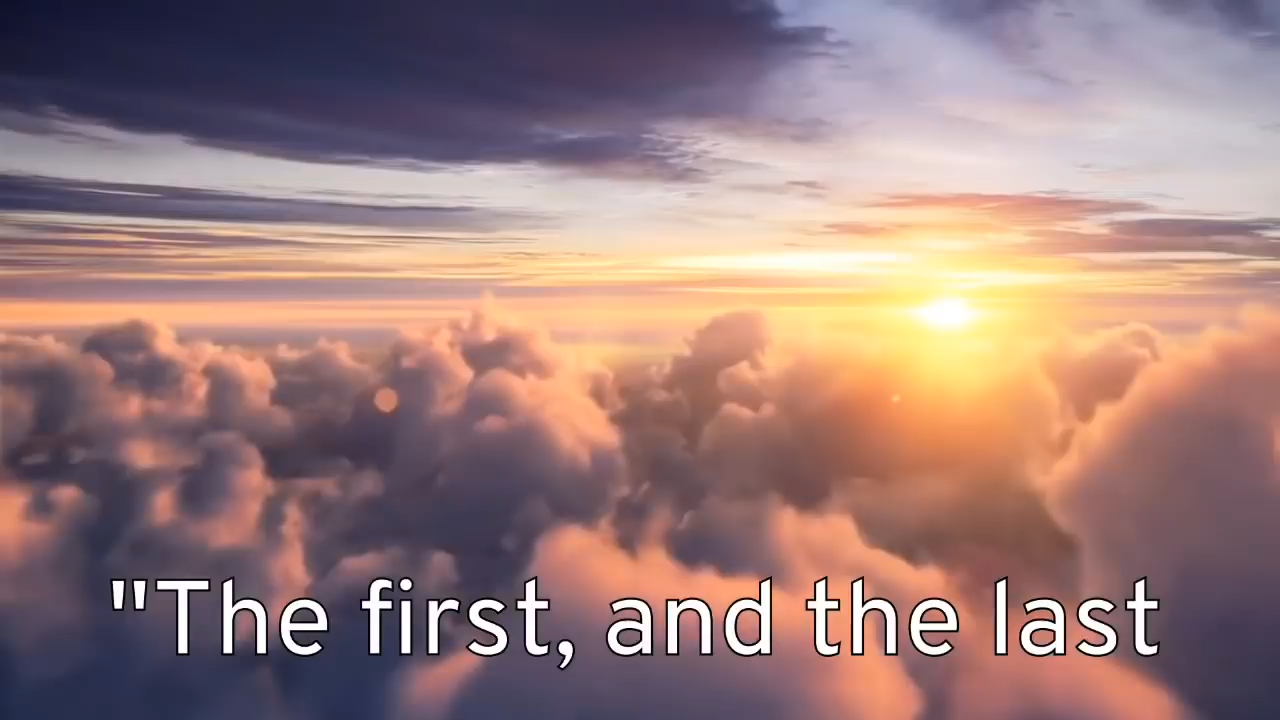 "The first, and the last